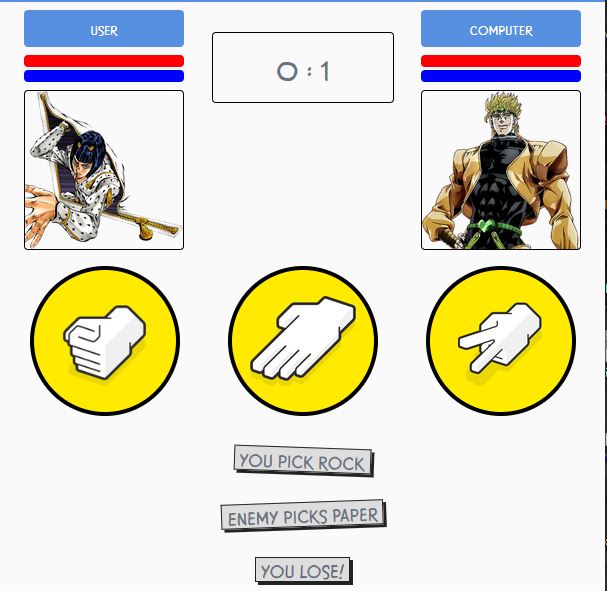 USER
COMPUTER
0 : 1
YOU PICK ROCK
ENEMY PICKS PAPER
YOU LOSE!